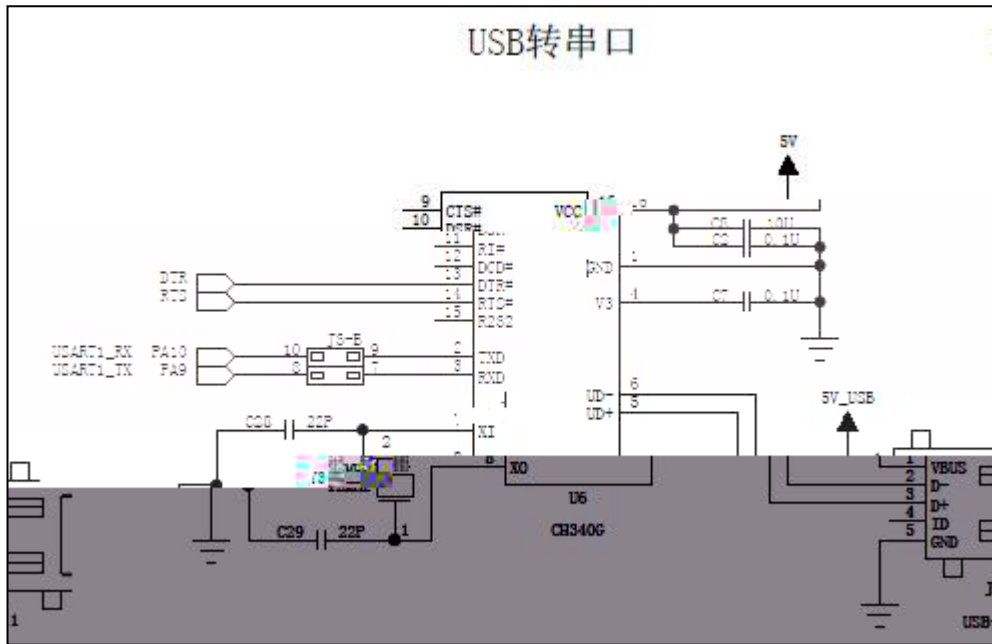 USB转串口
5V
9 CTS#
10
VCC
10U
11 RI#
12 DCD#
GND 1
0.1U
DTR 13 DTR#
RTS 14 RTS#
15 R232
V3 4 C7 0.1U
USART1_RX PA10 10 J3-B 9 2 TXD
USART1_TX PA9 8 7 3 RXD
UD- 6
UD+ 5
5V_USB
C28 22P
2
XI
8 XO
1 VBUS
2 D-
3 D+
4 ID
5 GND
U6
CH340G
C29 22P 1
1
USB